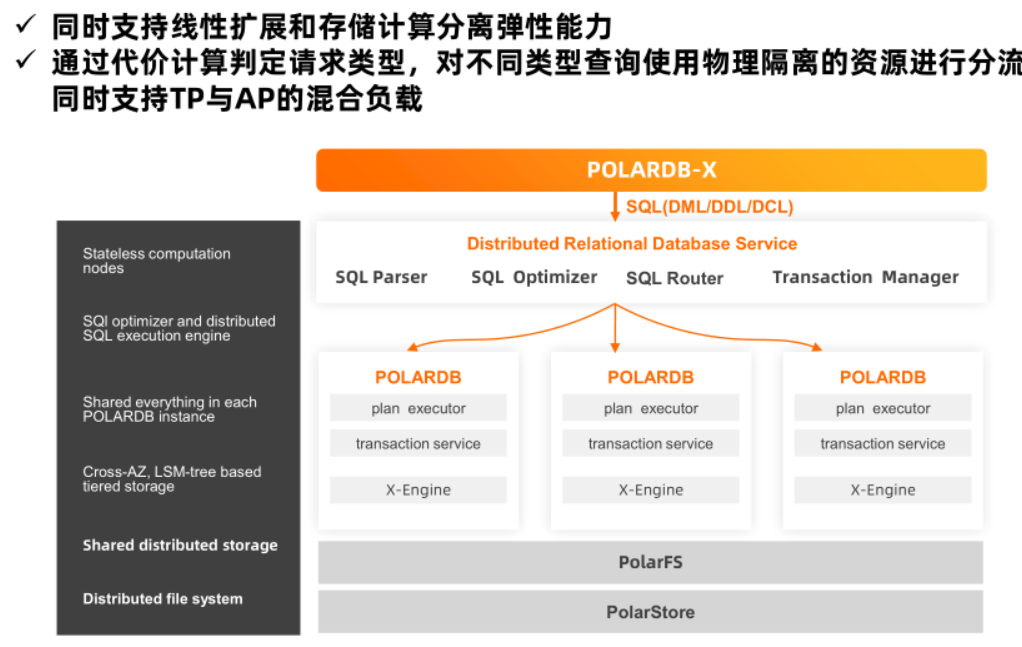 ✓ 同时支持线性扩展和存储计算分离弹性能力
✓ 通过代价计算判定请求类型，对不同类型查询使用物理隔离的资源进行分流
同时支持TP与AP的混合负载
POLARDB-X
SQL(DML/DDL/DCL)
Distributed Relational Database Service
SQL Parser SQL Optimizer SQL Router Transaction Manager
Stateless computation
nodes
SQl optimizer and distributed
SQL execution engine
Shared everything in each
POLARDB instance
Cross-AZ, LSM-tree based
tiered storage
Shared distributed storage
Distributed file system
POLARDB
plan executor
transaction service
X-Engine
POLARDB
plan executor
transaction service
X-Engine
POLARDB
plan executor
transaction service
X-Engine
PolarFS
PolarStore